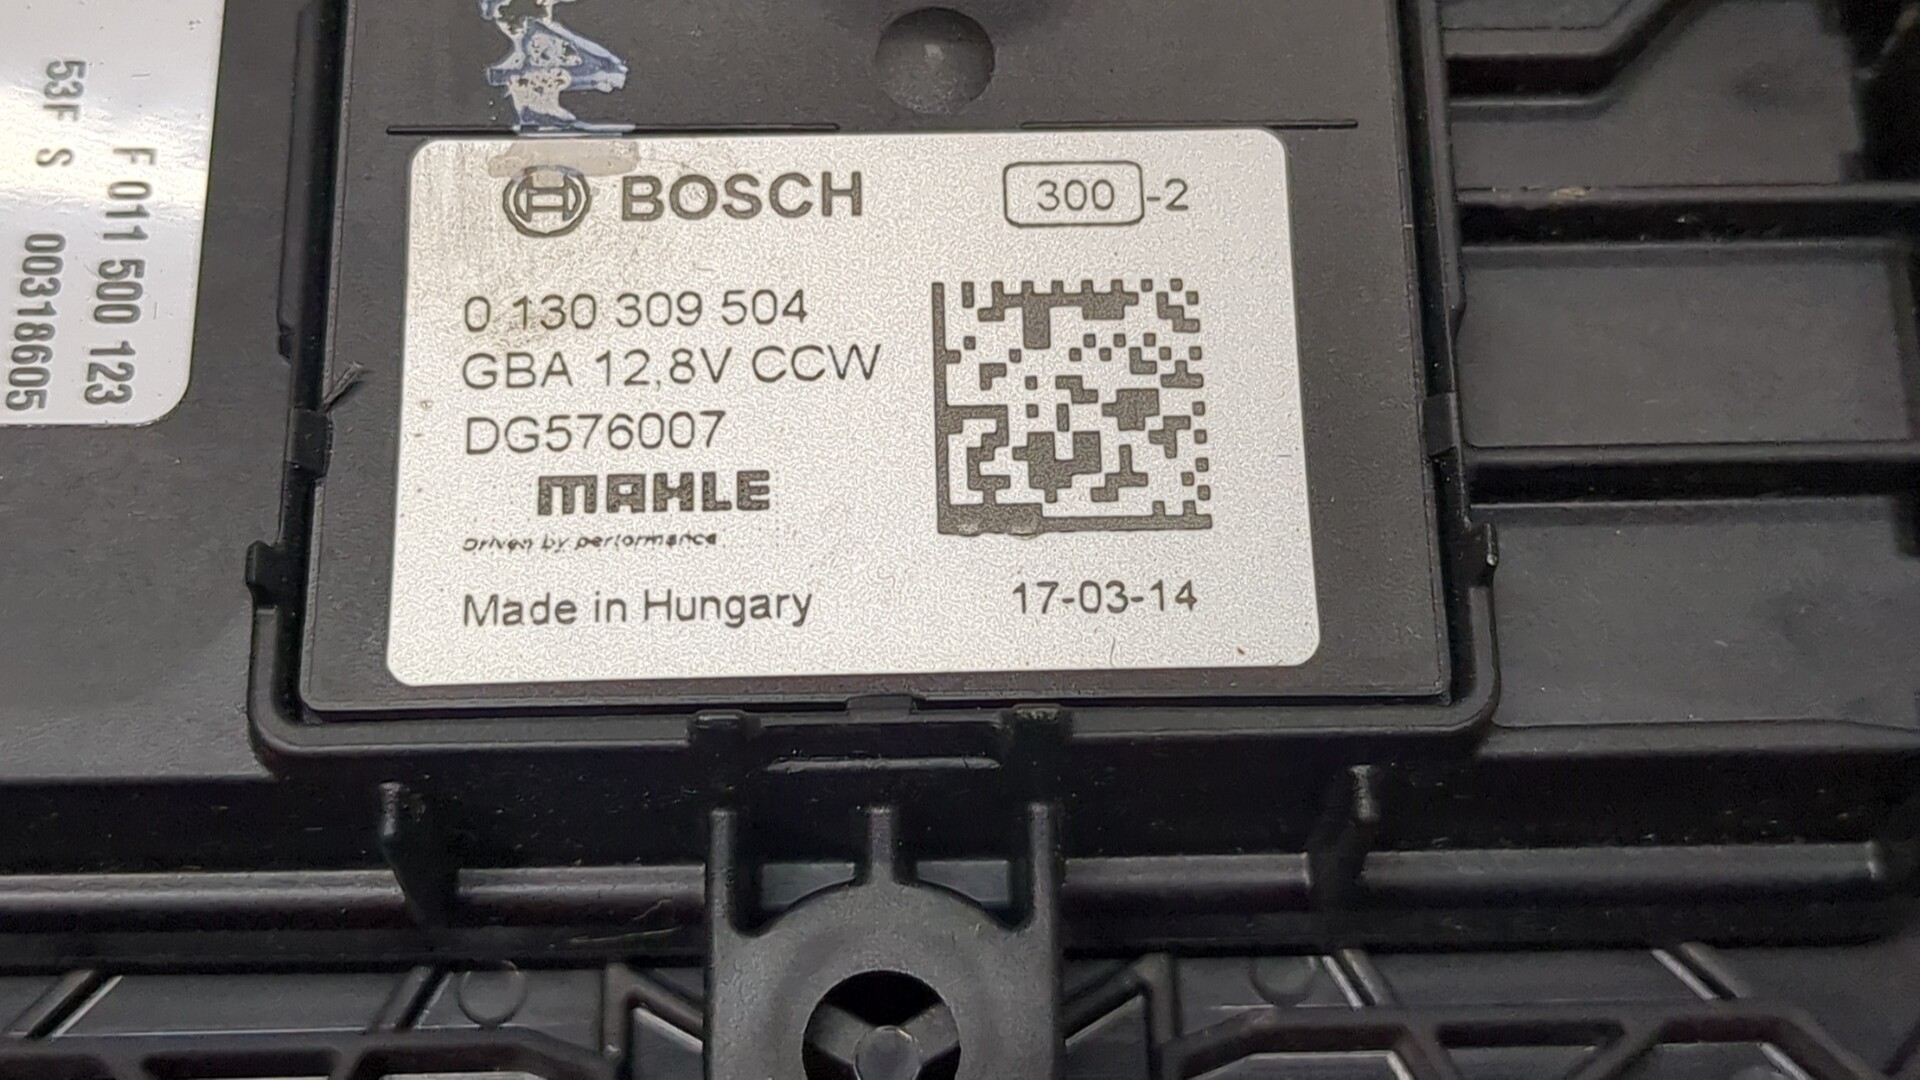 BOSCH
300 -2
0 130 309 504
GBA 12,8V CCW
DG576007
MAHLE
Driven by performance
Made in Hungary
17-03-14
F 011 500 123
53F S 00318605